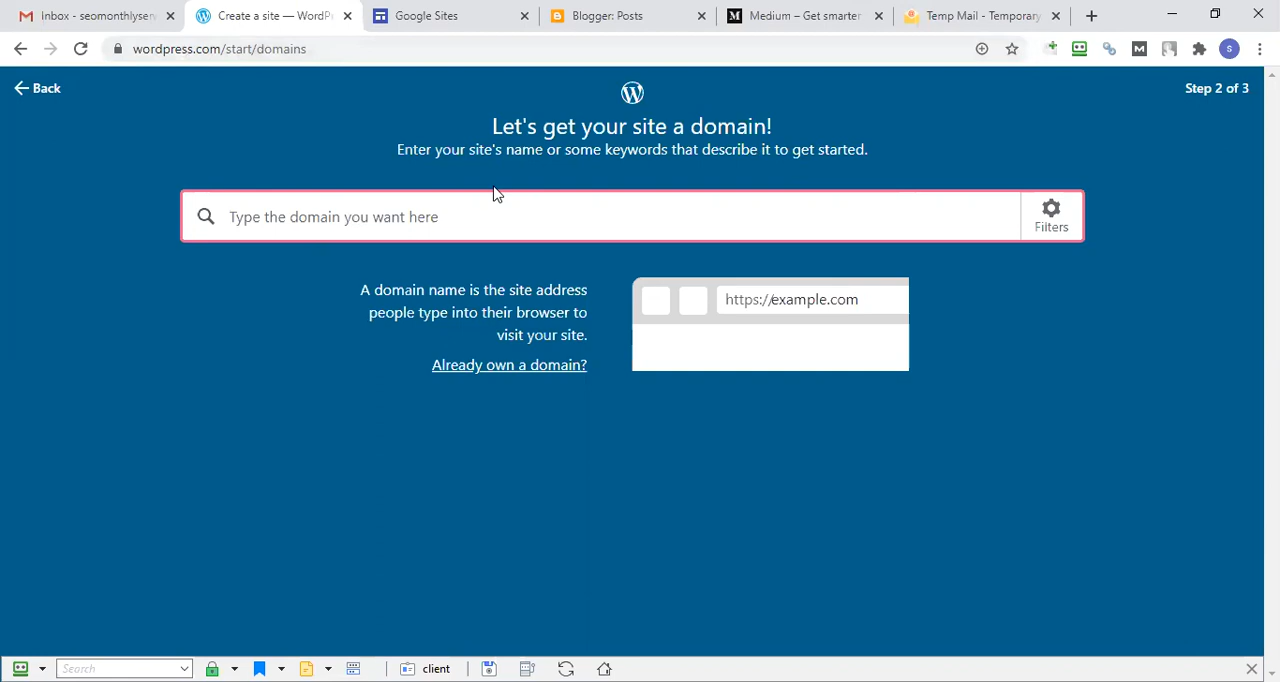 Inbox - seomonthlyserv
Create a site — WordPr
Google Sites
Blogger: Posts
Medium – Get smarter
Temp Mail - Temporary
wordpress.com/start/domains
S
Back
Step 2 of 3
Let's get your site a domain!
Enter your site's name or some keywords that describe it to get started.
Type the domain you want here
Filters
A domain name is the site address
people type into their browser to
visit your site.
Already own a domain?
https://example.com
Search
client